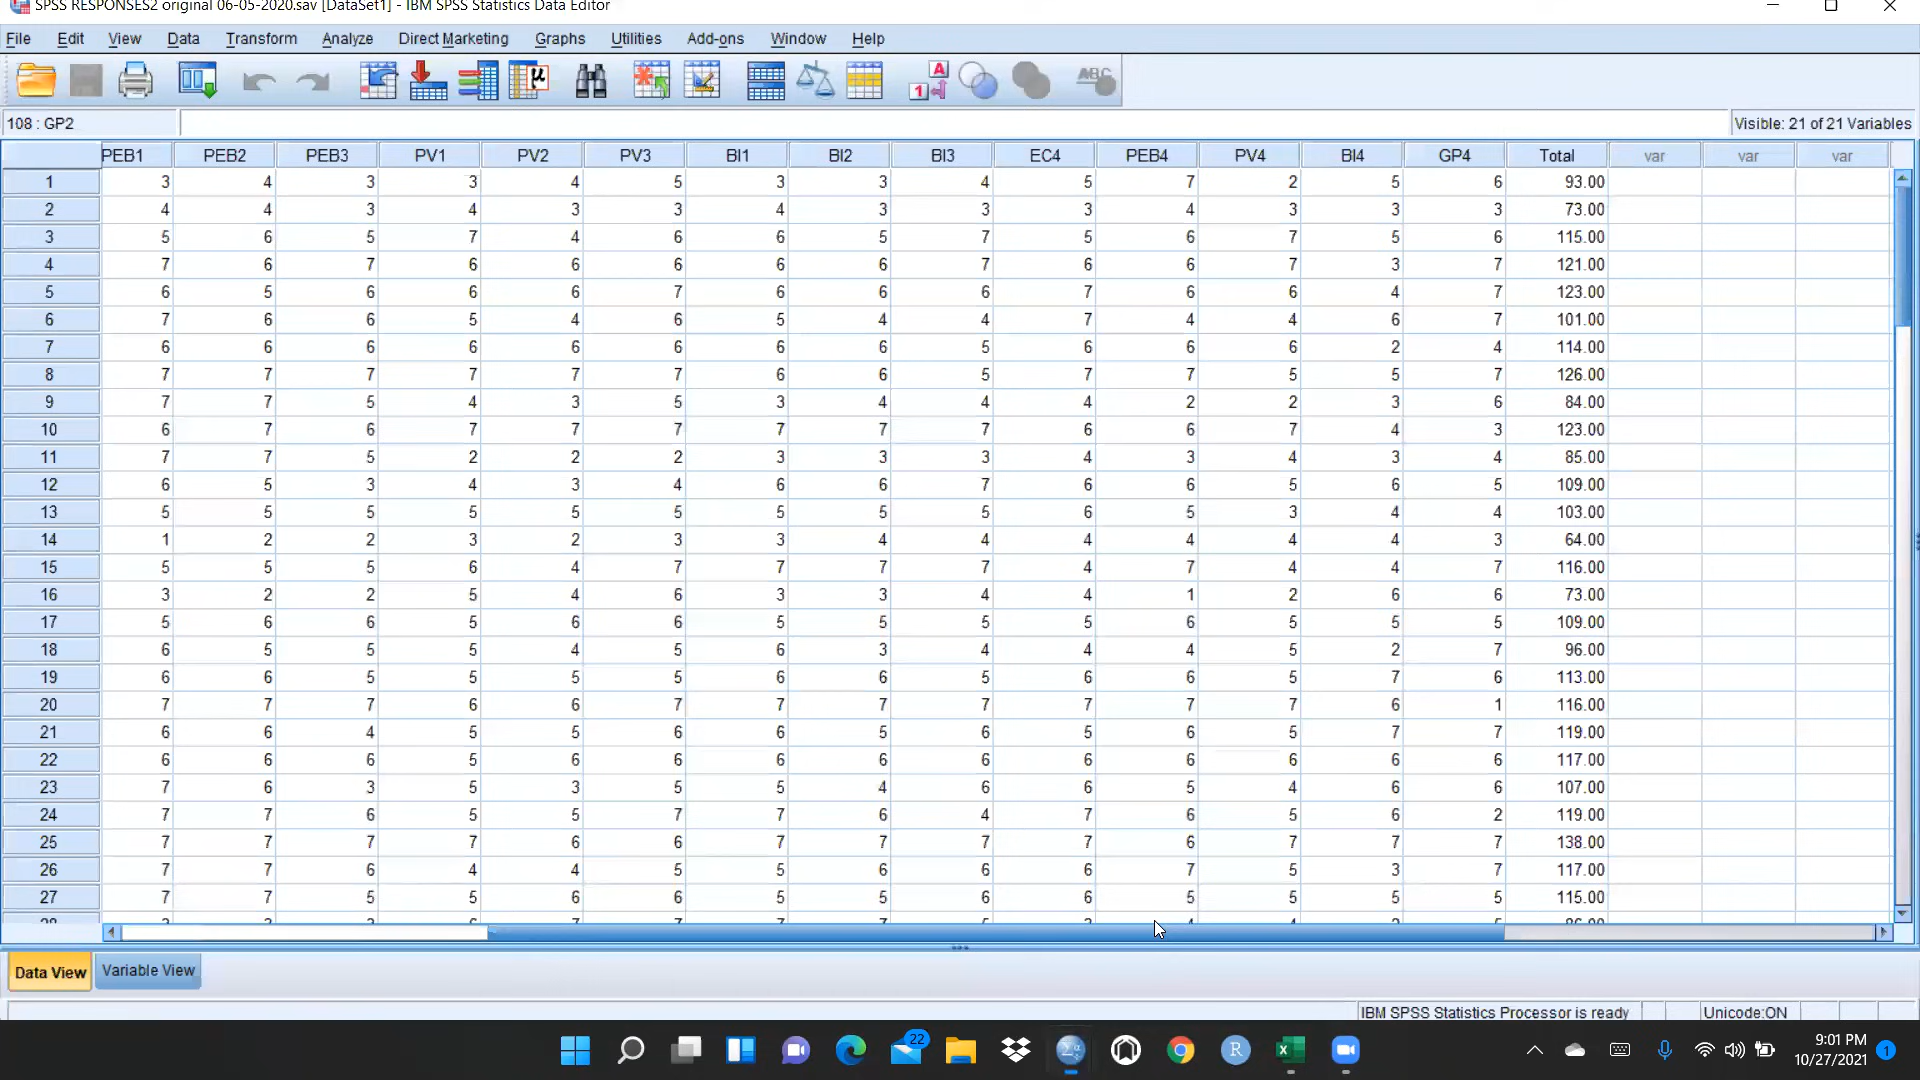 SPSS RESPONSES2 original 06-05-2020.sav [DataSet1] - IBM SPSS Statistics Data Editor
File Edit View Data Transform Analyze Direct Marketing Graphs Utilities Add-ons Window Help
108 : GP2 Visible: 21 of 21 Variables
PEB1 PEB2 PEB3 PV1 PV2 PV3 BI1 BI2 BI3 EC4 PEB4 PV4 BI4 GP4 Total var var var
1 3 4 3 3 4 5 3 3 4 5 7 2 5 6 93.00
2 4 4 3 4 3 3 4 3 3 3 4 3 3 3 73.00
3 5 6 5 7 4 6 6 5 7 5 6 7 5 6 115.00
4 7 6 7 6 6 6 6 6 7 6 6 7 3 7 121.00
5 6 5 6 6 6 7 6 6 6 7 6 6 4 7 123.00
6 7 6 6 5 4 6 5 4 4 7 4 4 6 7 101.00
7 6 6 6 6 6 6 6 6 5 6 6 6 2 4 114.00
8 7 7 7 7 7 7 6 6 5 7 7 5 5 7 126.00
9 7 7 5 4 3 5 3 4 4 4 2 2 3 6 84.00
10 6 7 6 7 7 7 7 7 7 6 6 7 4 3 123.00
11 7 7 5 2 2 2 3 3 3 4 3 4 3 4 85.00
12 6 5 3 4 3 4 6 6 7 6 6 5 6 5 109.00
13 5 5 5 5 5 5 5 5 5 6 5 3 4 4 103.00
14 1 2 2 3 2 3 3 4 4 4 4 4 4 3 64.00
15 5 5 5 6 4 7 7 7 7 4 7 4 4 7 116.00
16 3 2 2 5 4 6 3 3 4 4 1 2 6 6 73.00
17 5 6 6 5 6 6 5 5 5 5 6 5 5 5 109.00
18 6 5 5 5 4 5 6 3 4 4 4 5 2 7 96.00
19 6 6 5 5 5 5 6 6 5 6 6 5 7 6 113.00
20 7 7 7 6 6 7 7 7 7 7 7 7 6 1 116.00
21 6 6 4 5 5 6 6 5 6 5 6 5 7 7 119.00
22 6 6 6 5 6 6 6 6 6 6 6 6 6 6 117.00
23 7 6 3 5 3 5 5 4 6 6 5 4 6 6 107.00
24 7 7 6 5 5 7 7 6 4 7 6 5 6 2 119.00
25 7 7 7 7 6 6 7 7 7 7 6 7 7 7 138.00
26 7 7 6 4 4 5 5 6 6 6 7 5 3 7 117.00
27 7 7 5 5 6 6 5 5 6 6 5 5 5 5 115.00
Data View Variable View
IBM SPSS Statistics Processor is ready Unicode:ON
22
9:01 PM
10/27/2021 1